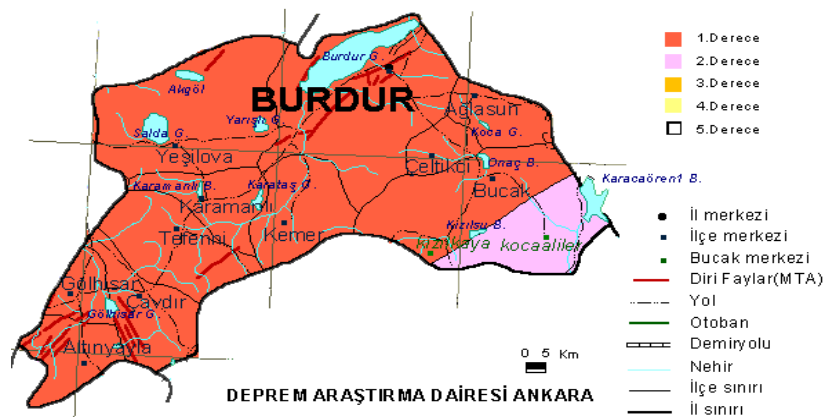 Burdur G.
BURDUR
Akgöl
Ağlasun
Yarışlı G.
Koca G.
Salda G.
Yeşilova
Çeltikçi
Onaç B.
Bucak
Karacaören1 B.
Karamanlı B.
Karataş G.
Karamanlı
Tefenni
Kemer
Kızılsu B.
kızılkaya
kocaaliler
Gölhisar
Çavdır
Gölhisar G.
Altınyayla
0 5 Km
DEPREM ARAŞTIRMA DAİRESİ ANKARA
1.Derece
2.Derece
3.Derece
4.Derece
5.Derece
İl merkezi
İlçe merkezi
Bucak merkezi
Diri Faylar(MTA)
Yol
Otoban
Demiryolu
Nehir
İlçe sınırı
İl sınırı